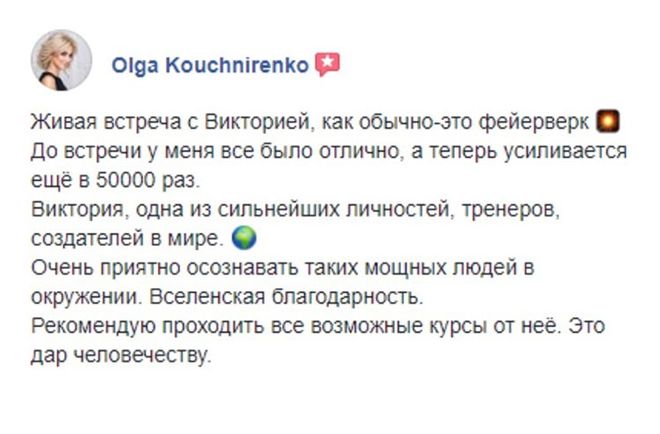 Olga Kouchnirenko
Живая встреча с Викторией, как обычно-это фейерверк
До встречи у меня все было отлично, а теперь усиливается
ещё в 50000 раз.
Виктория, одна из сильнейших личностей, тренеров,
создателей в мире.
Очень приятно осознавать таких мощных людей в
окружении. Вселенская благодарность.
Рекомендую проходить все возможные курсы от неё. Это
дар человечеству.